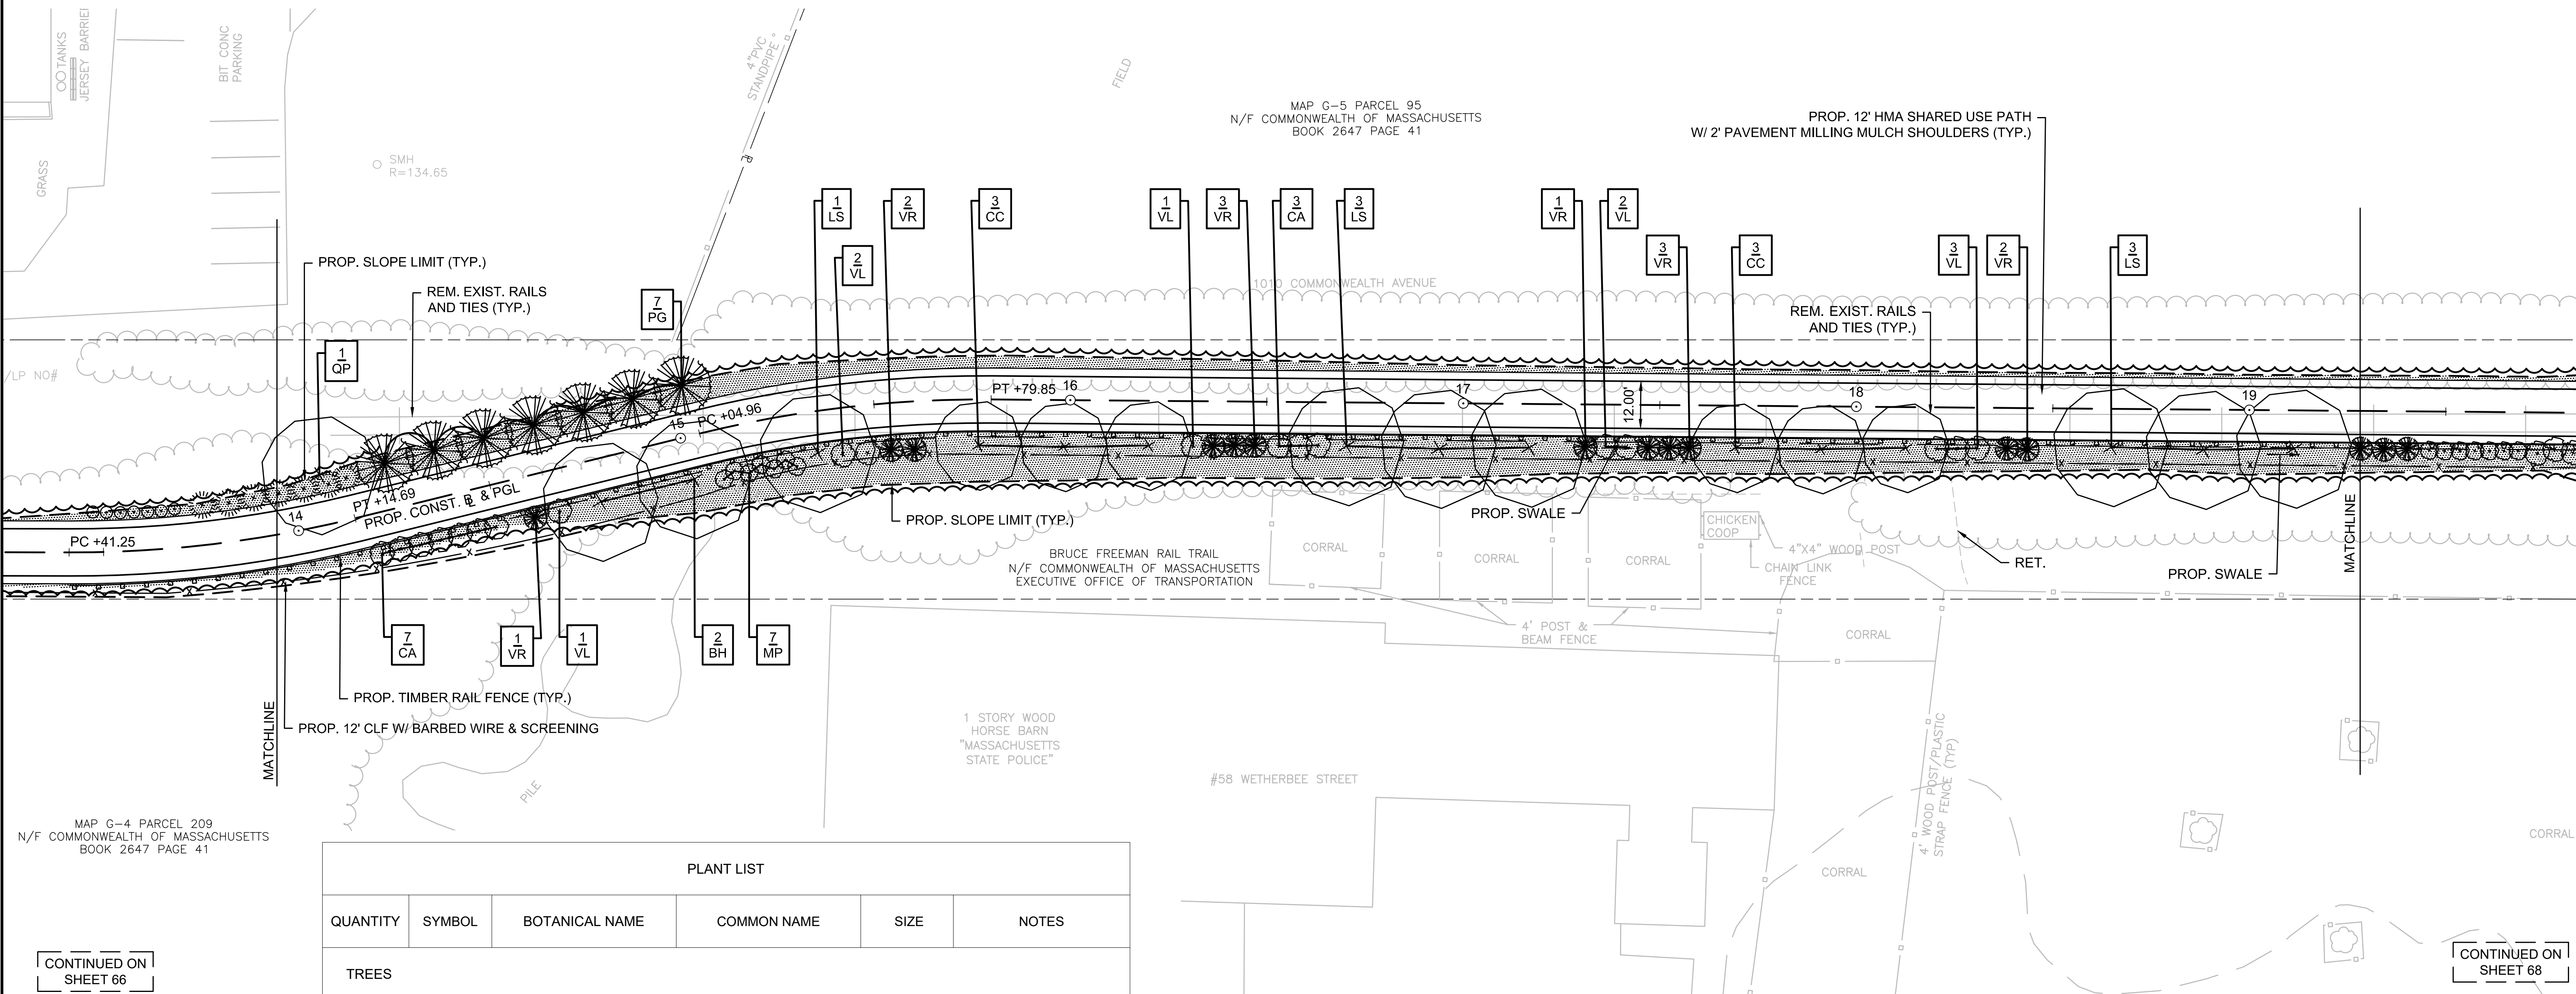 TANKS
JERSEY BARRIER
BIT CONC
PARKING
GRASS
SMH
R=134.65
4"PVC
STANDPIPE
FIELD
MAP G-5 PARCEL 95
N/F COMMONWEALTH OF MASSACHUSETTS
BOOK 2647 PAGE 41
PROP. 12' HMA SHARED USE PATH
W/ 2' PAVEMENT MILLING MULCH SHOULDERS (TYP.)
1
LS
2
VR
3
CC
1
VL
3
VR
3
CA
3
LS
1
VR
2
VL
2
VL
3
VR
3
CC
3
VL
2
VR
3
LS
PROP. SLOPE LIMIT (TYP.)
REM. EXIST. RAILS
AND TIES (TYP.)
7
PG
1010 COMMONWEALTH AVENUE
REM. EXIST. RAILS
AND TIES (TYP.)
1
QP
/LP NO#
PT +79.85
16
17
18
19
12.00'
15
PC +04.96
PT +14.69
PROP. CONST. BL & PGL
14
PC +41.25
PROP. SLOPE LIMIT (TYP.)
PROP. SWALE
CHICKEN
COOP
4"X4" WOOD POST
CHAIN LINK
FENCE
RET.
PROP. SWALE
MATCHLINE
CORRAL
CORRAL
CORRAL
BRUCE FREEMAN RAIL TRAIL
N/F COMMONWEALTH OF MASSACHUSETTS
EXECUTIVE OFFICE OF TRANSPORTATION
7
CA
1
VR
1
VL
2
BH
7
MP
4' POST &
BEAM FENCE
CORRAL
PROP. TIMBER RAIL FENCE (TYP.)
PROP. 12' CLF W/ BARBED WIRE & SCREENING
MATCHLINE
PILE
1 STORY WOOD
HORSE BARN
"MASSACHUSETTS
STATE POLICE"
#58 WETHERBEE STREET
4' WOOD POST/PLASTIC
STRAP FENCE (TYP)
CORRAL
CORRAL
MAP G-4 PARCEL 209
N/F COMMONWEALTH OF MASSACHUSETTS
BOOK 2647 PAGE 41
PLANT LIST
QUANTITY SYMBOL BOTANICAL NAME COMMON NAME SIZE NOTES
TREES
CONTINUED ON
SHEET 66
CONTINUED ON
SHEET 68